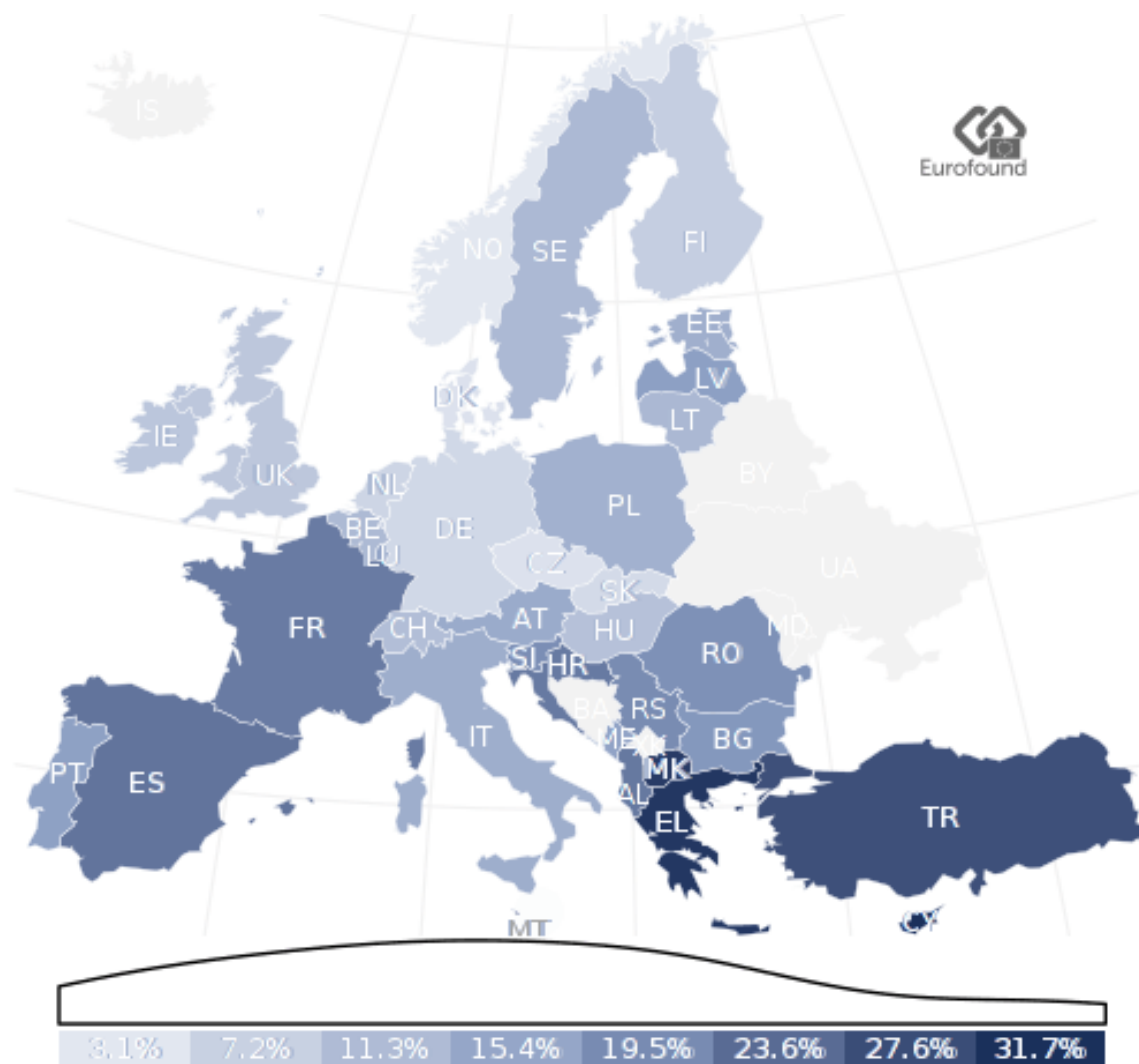 IS
Eurofound
NO
SE
FI
EE
DK
LV
LT
IE
UK
NL
BE
LU
DE
PL
BY
CZ
SK
UA
FR
CH
AT
HU
MD
SI
HR
RO
BA
RS
ME
IT
BG
XK
MK
PT
ES
AL
EL
TR
CY
MT
3.1% 7.2% 11.3% 15.4% 19.5% 23.6% 27.6% 31.7%